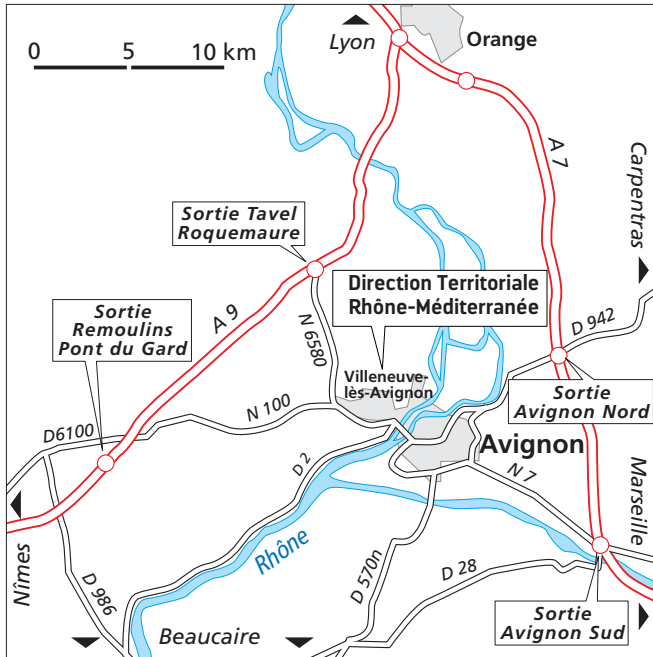 0 5 10 km
Lyon
Orange
A 7
Carpentras
Sortie Tavel
Roquemaure
Direction Territoriale
Rhône-Méditerranée
Sortie
Remoulins
Pont du Gard
A 9
N 6580
D 942
Villeneuve-
lès-Avignon
Sortie
Avignon Nord
N 100
D6100
Avignon
D 2
N 7
Marseille
Rhône
Nîmes
D 986
D 570n
D 28
Beaucaire
Sortie
Avignon Sud